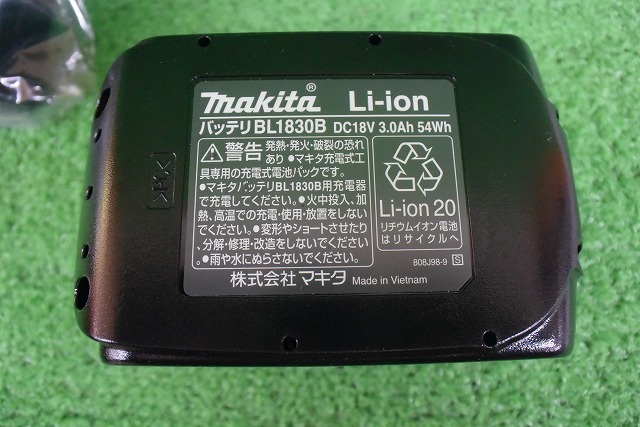 makita® Li-ion
バッテリBL1830B DC18V 3.0Ah 54Wh
警告 発熱・発火・破裂の恐れ
あり ●マキタ充電式工
具専用の充電式電池パックです。
●マキタバッテリBL1830B用充電器
で充電してください。●火中投入、加
熱、高温での充電・使用・放置をしない
でください。●変形やショートさせたり、
分解・修理・改造をしないでください。
●雨や水にぬらさないでください。
Li-ion 20
リチウムイオン電池
はリサイクルへ
808J98-9 S
株式会社マキタ Made in Vietnam
>PC<